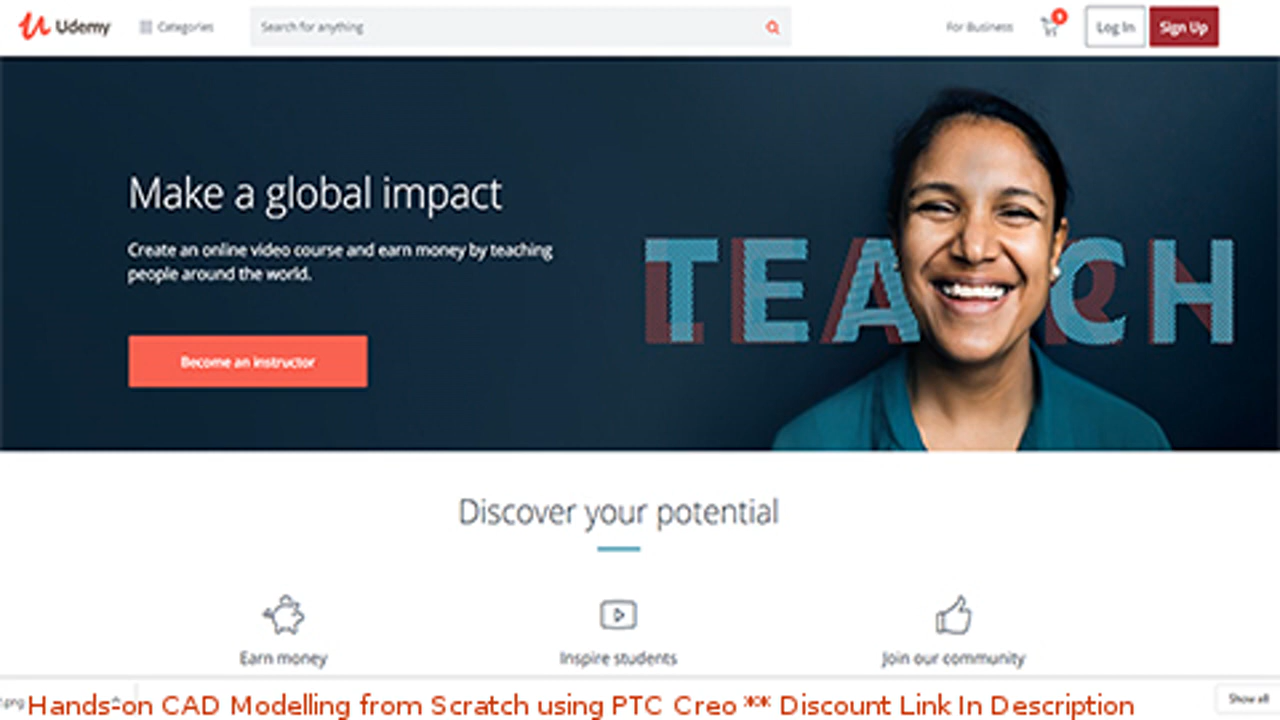 Udemy
Categories
Search for anything
For Business
Log In
Sign Up
Make a global impact
Create an online video course and earn money by teaching
people around the world.
TEACH
Become an instructor
Discover your potential
Earn money
Inspire students
Join our community
.png
Show all
Hands-on CAD Modelling from Scratch using PTC Creo ** Discount Link In Description